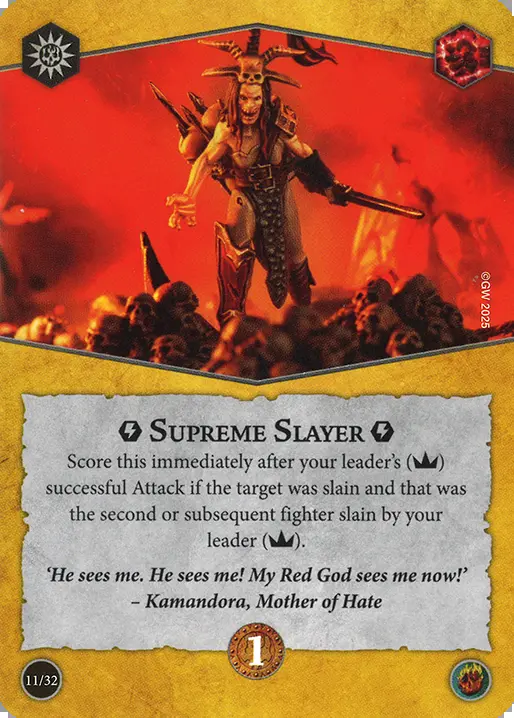 ©GW 2025
SUPREME SLAYER
Score this immediately after your leader's ()
successful Attack if the target was slain and that was
the second or subsequent fighter slain by your
leader ().
‘He sees me. He sees me! My Red God sees me now!’
– Kamandora, Mother of Hate
1
11/32